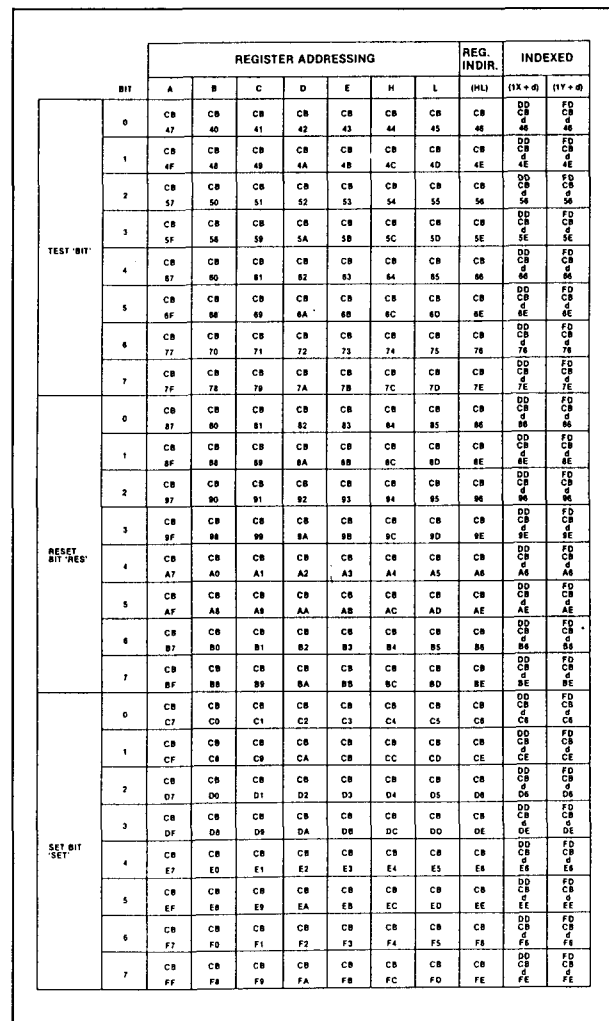 REGISTER ADDRESSING REG. INDIR. INDEXED
BIT A B C D E H L (HL) (1X + d) (1Y + d)
TEST 'BIT'
0 CB 47 CB 40 CB 41 CB 42 CB 43 CB 44 CB 45 CB 46 DD CB d 46 FD CB d 46
1 CB 4F CB 48 CB 49 CB 4A CB 4B CB 4C CB 4D CB 4E DD CB d 4E FD CB d 4E
2 CB 57 CB 50 CB 51 CB 52 CB 53 CB 54 CB 55 CB 56 DD CB d 56 FD CB d 56
3 CB 5F CB 58 CB 59 CB 5A CB 5B CB 5C CB 5D CB 5E DD CB d 5E FD CB d 5E
4 CB 67 CB 60 CB 61 CB 62 CB 63 CB 64 CB 65 CB 66 DD CB d 66 FD CB d 66
5 CB 6F CB 68 CB 69 CB 6A CB 6B CB 6C CB 6D CB 6E DD CB d 6E FD CB d 6E
6 CB 77 CB 70 CB 71 CB 72 CB 73 CB 74 CB 75 CB 76 DD CB d 76 FD CB d 76
7 CB 7F CB 78 CB 79 CB 7A CB 7B CB 7C CB 7D CB 7E DD CB d 7E FD CB d 7E
RESET
BIT 'RES'
0 CB 87 CB 80 CB 81 CB 82 CB 83 CB 84 CB 85 CB 86 DD CB d 86 FD CB d 86
1 CB 8F CB 88 CB 89 CB 8A CB 8B CB 8C CB 8D CB 8E DD CB d 8E FD CB d 8E
2 CB 97 CB 90 CB 91 CB 92 CB 93 CB 94 CB 95 CB 96 DD CB d 96 FD CB d 96
3 CB 9F CB 98 CB 99 CB 9A CB 9B CB 9C CB 9D CB 9E DD CB d 9E FD CB d 9E
4 CB A7 CB A0 CB A1 CB A2 CB A3 CB A4 CB A5 CB A6 DD CB d A6 FD CB d A6
5 CB AF CB A8 CB A9 CB AA CB AB CB AC CB AD CB AE DD CB d AE FD CB d AE
6 CB B7 CB B0 CB B1 CB B2 CB B3 CB B4 CB B5 CB B6 DD CB d B6 FD CB d B6
7 CB BF CB B8 CB B9 CB BA CB BB CB BC CB BD CB BE DD CB d BE FD CB d BE
SET BIT
'SET'
0 CB C7 CB C0 CB C1 CB C2 CB C3 CB C4 CB C5 CB C6 DD CB d C6 FD CB d C6
1 CB CF CB C8 CB C9 CB CA CB CB CB CC CB CD CB CE DD CB d CE FD CB d CE
2 CB D7 CB D0 CB D1 CB D2 CB D3 CB D4 CB D5 CB D6 DD CB d D6 FD CB d D6
3 CB DF CB D8 CB D9 CB DA CB DB CB DC CB DD CB DE DD CB d DE FD CB d DE
4 CB E7 CB E0 CB E1 CB E2 CB E3 CB E4 CB E5 CB E6 DD CB d E6 FD CB d E6
5 CB EF CB E8 CB E9 CB EA CB EB CB EC CB ED CB EE DD CB d EE FD CB d EE
6 CB F7 CB F0 CB F1 CB F2 CB F3 CB F4 CB F5 CB F6 DD CB d F6 FD CB d F6
7 CB FF CB F8 CB F9 CB FA CB FB CB FC CB FD CB FE DD CB d FE FD CB d FE